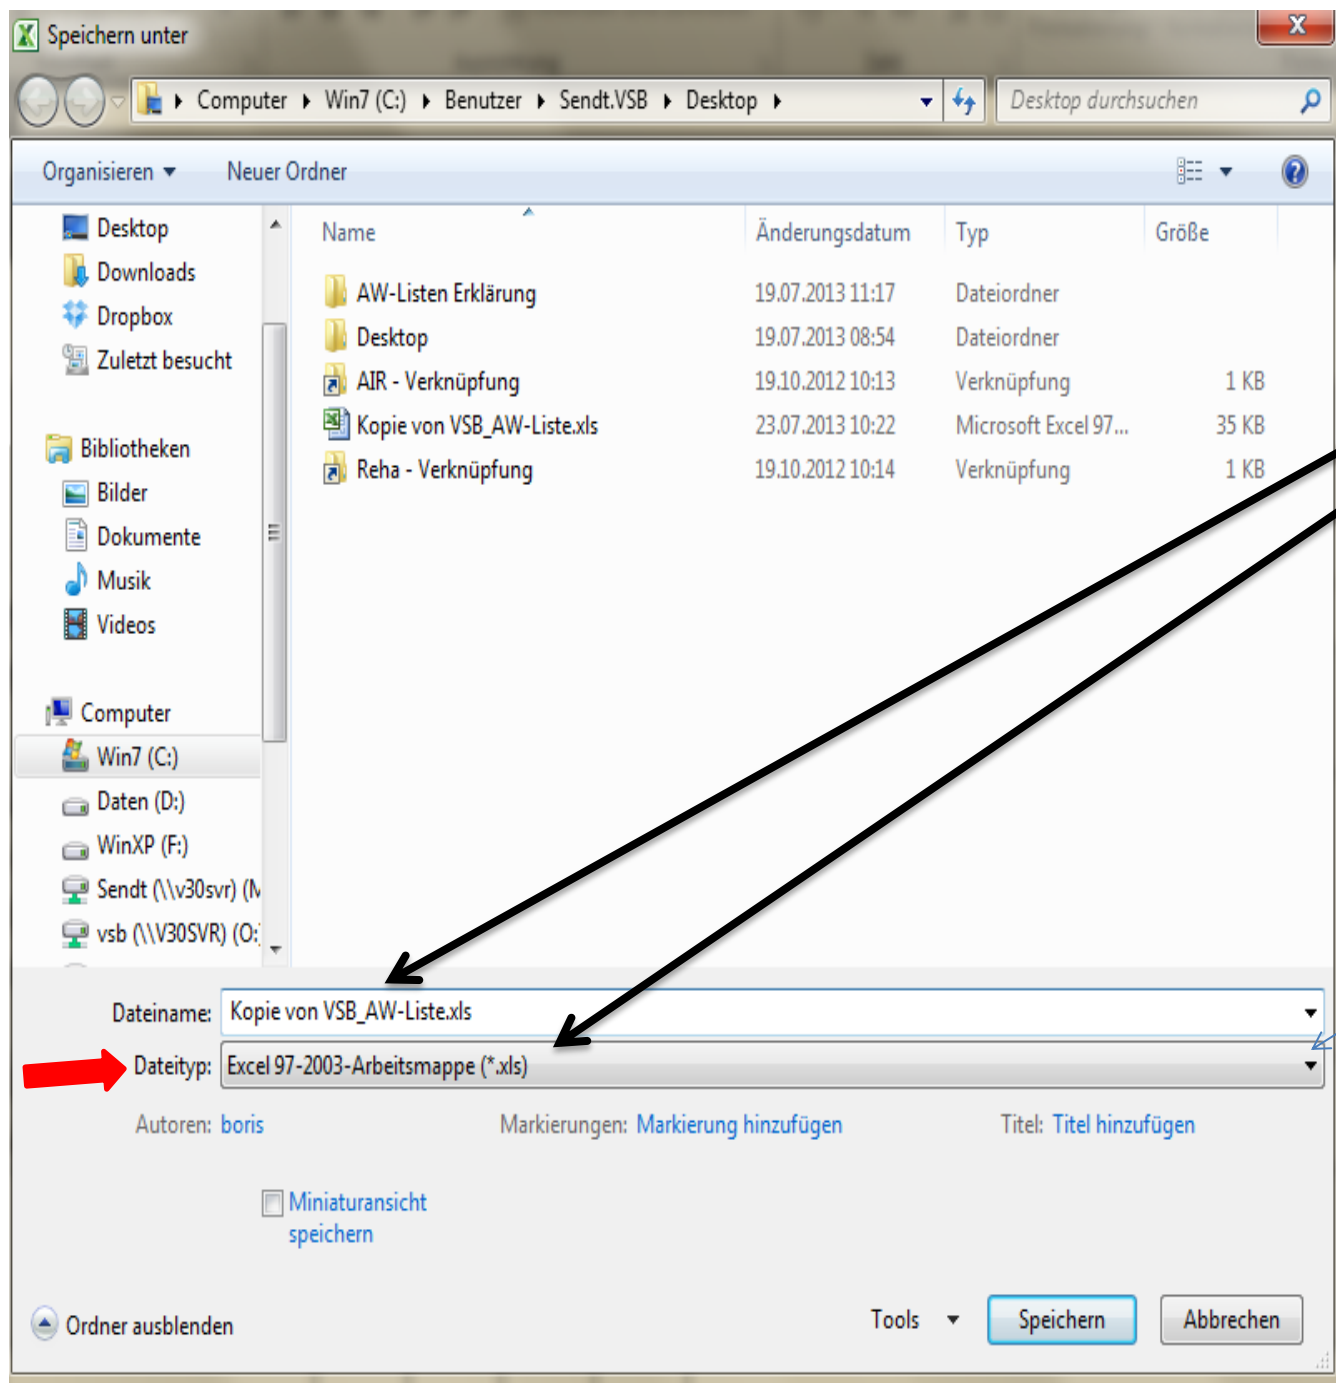 Speichern unter
X
Computer Win7 (C:) Benutzer Sendt.VSB Desktop
Desktop durchsuchen
Organisieren Neuer Ordner
Desktop
Downloads
Dropbox
Zuletzt besucht
Bibliotheken
Bilder
Dokumente
Musik
Videos
Computer
Win7 (C:)
Daten (D:)
WinXP (F:)
Sendt (\\v30svr) (
vsb (\\V30SVR) (O:
Name Änderungsdatum Typ Größe
AW-Listen Erklärung 19.07.2013 11:17 Dateiordner
Desktop 19.07.2013 08:54 Dateiordner
AIR - Verknüpfung 19.10.2012 10:13 Verknüpfung 1 KB
Kopie von VSB_AW-Liste.xls 23.07.2013 10:22 Microsoft Excel 97... 35 KB
Reha - Verknüpfung 19.10.2012 10:14 Verknüpfung 1 KB
Dateiname: Kopie von VSB_AW-Liste.xls
Dateityp: Excel 97-2003-Arbeitsmappe (*.xls)
Autoren: boris Markierungen: Markierung hinzufügen Titel: Titel hinzufügen
Miniaturansicht
speichern
Ordner ausblenden Tools Speichern Abbrechen